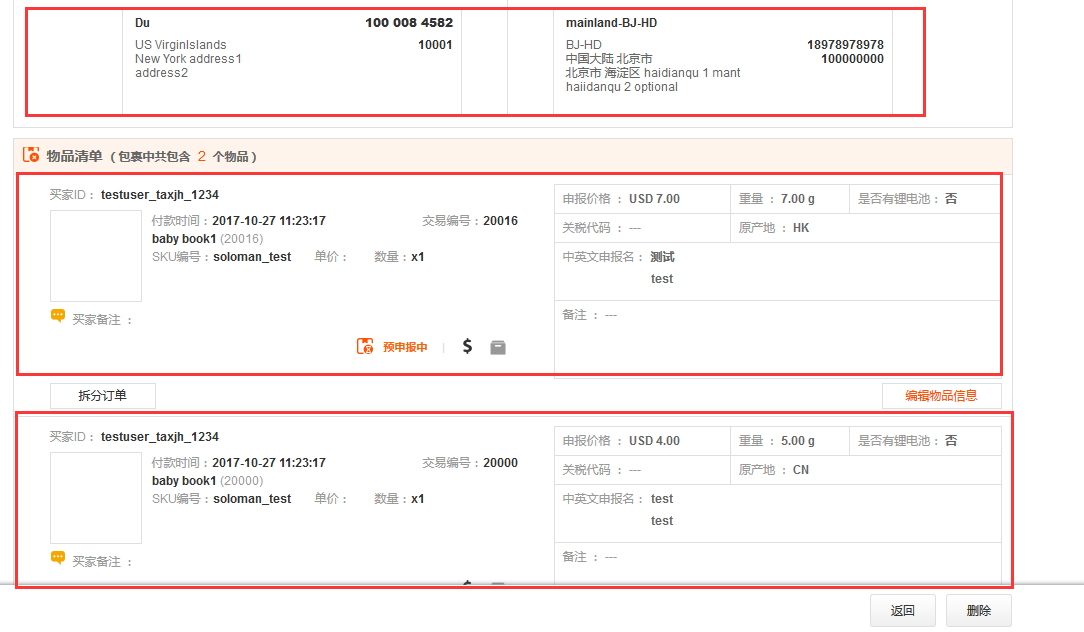 Du 100 008 4582
US VirginIslands 10001
New York address1
address2
mainland-BJ-HD
BJ-HD 18978978978
中国大陆 北京市 100000000
北京市 海淀区 haidianqu 1 mant
haiidanqu 2 optional
物品清单 ( 包裹中共包含 2 个物品 )
买家ID： testuser_taxjh_1234
付款时间：2017-10-27 11:23:17 交易编号：20016
baby book1 (20016)
SKU编号：soloman_test 单价： 数量：x1
买家备注 ：
预申报中 | $
申报价格 ： USD 7.00 重量 ： 7.00 g 是否有锂电池： 否
关税代码 ： --- 原产地 ： HK
中英文申报名： 测试
test
备注 ： ---
拆分订单 编辑物品信息
买家ID： testuser_taxjh_1234
付款时间：2017-10-27 11:23:17 交易编号：20000
baby book1 (20000)
SKU编号：soloman_test 单价： 数量：x1
买家备注 ：
申报价格 ： USD 4.00 重量 ： 5.00 g 是否有锂电池： 否
关税代码 ： --- 原产地 ： CN
中英文申报名： test
test
备注 ： ---
返回 删除